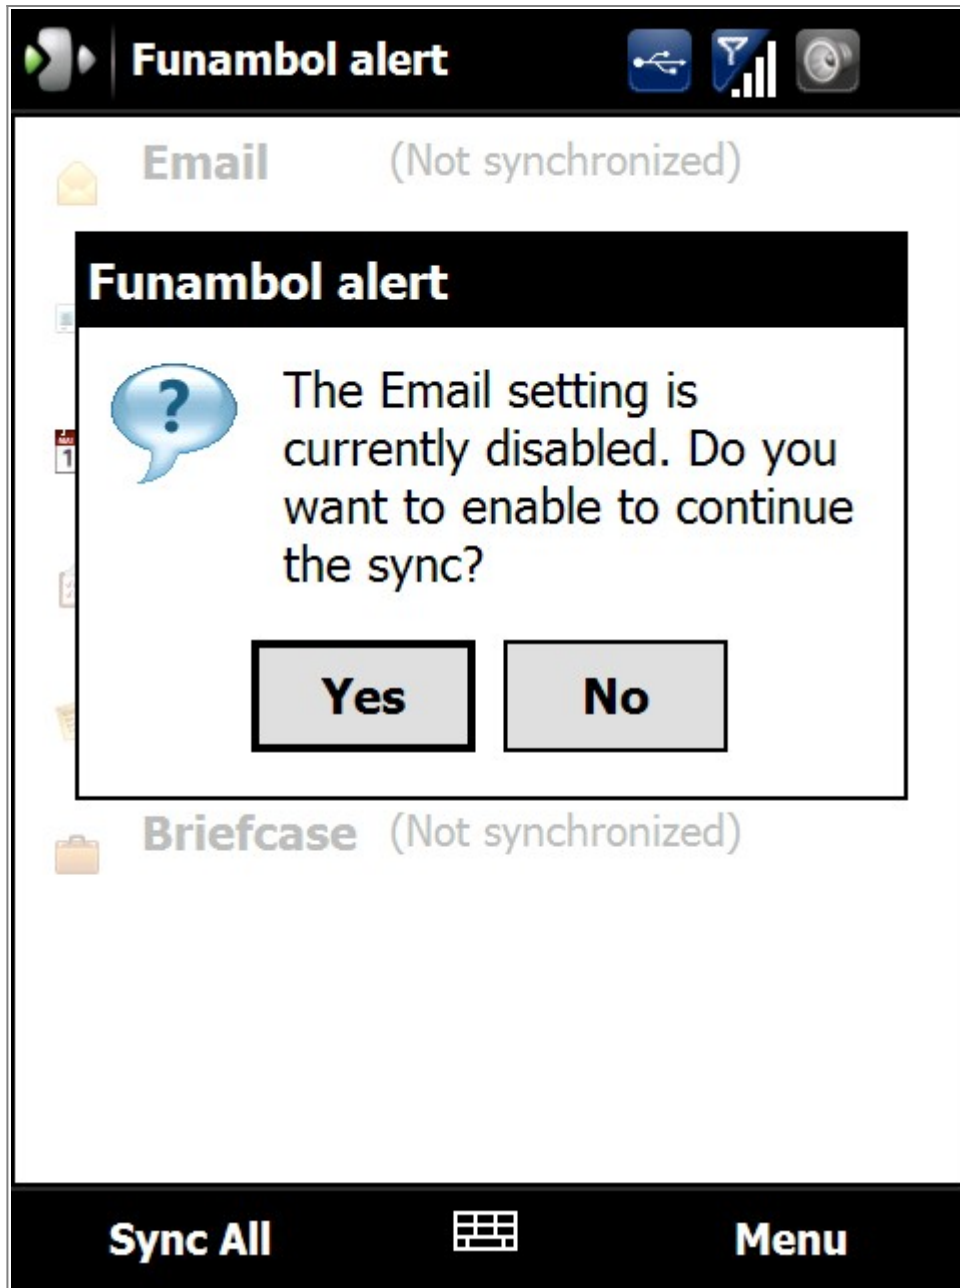 Funambol alert
Email (Not synchronized)
Funambol alert
?
The Email setting is
currently disabled. Do you
want to enable to continue
the sync?
Yes No
Briefcase (Not synchronized)
Sync All Menu